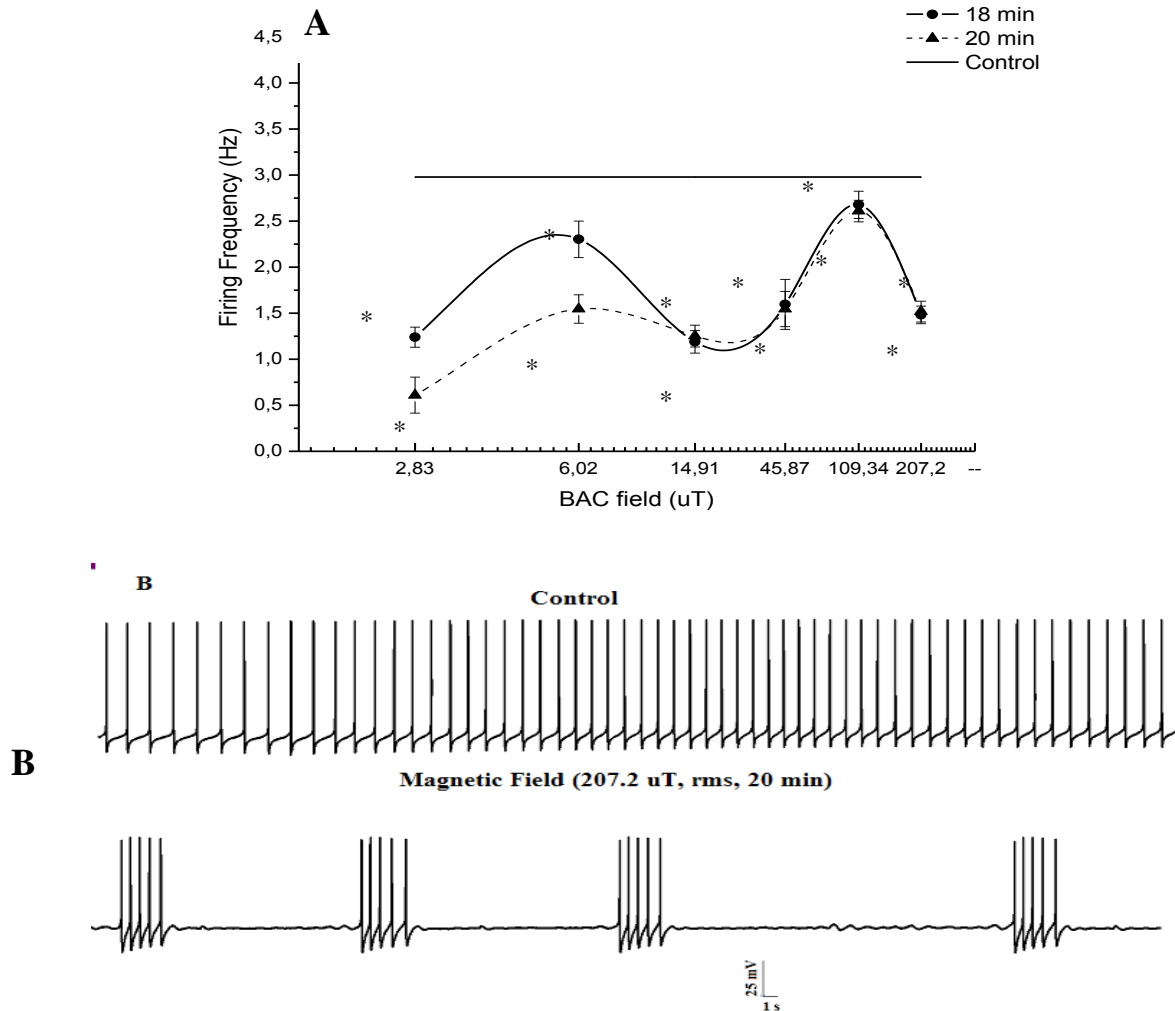 A
18 min
20 min
Control
4,5
4,0
3,5
3,0
2,5
2,0
1,5
1,0
0,5
0,0
Firing Frequency (Hz)
* * * * * * * * * * * *
2,83 6,02 14,91 45,87 109,34 207,2 --
BAC field (uT)
B
Control
B
Magnetic Field (207.2 uT, rms, 20 min)
25 mV
1 s